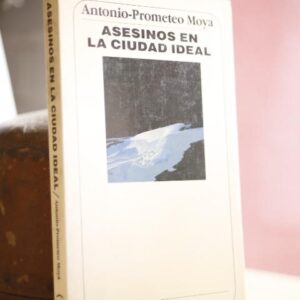 Antonio-Prometeo Moya
ASESINOS EN
LA CIUDAD IDEAL
ASESINOS EN LA CIUDAD IDEAL / Antonio-Prometeo Moya